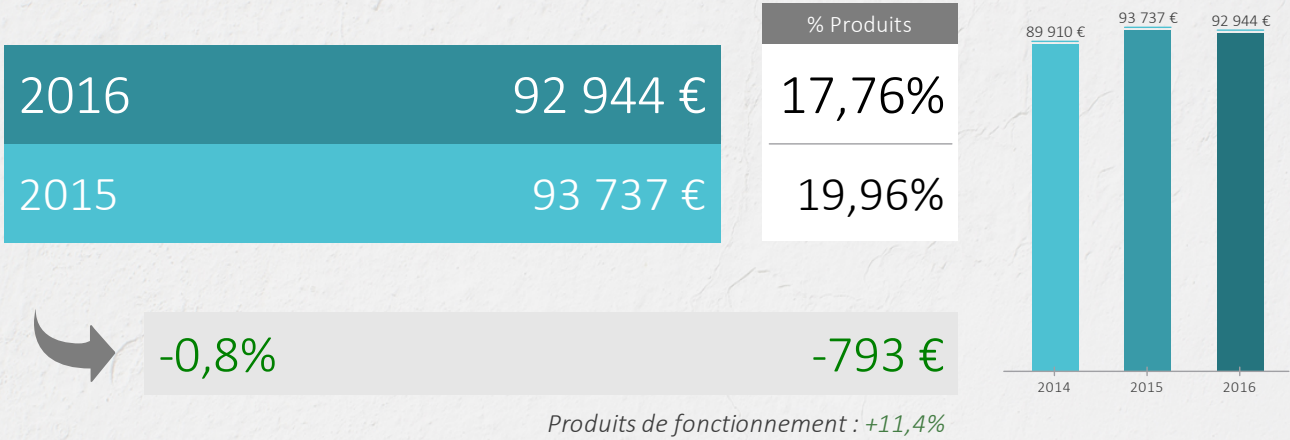 % Produits
2016 92 944 € 17,76%
2015 93 737 € 19,96%
-0,8% -793 €
Produits de fonctionnement : +11,4%
89 910 € 93 737 € 92 944 €
2014 2015 2016